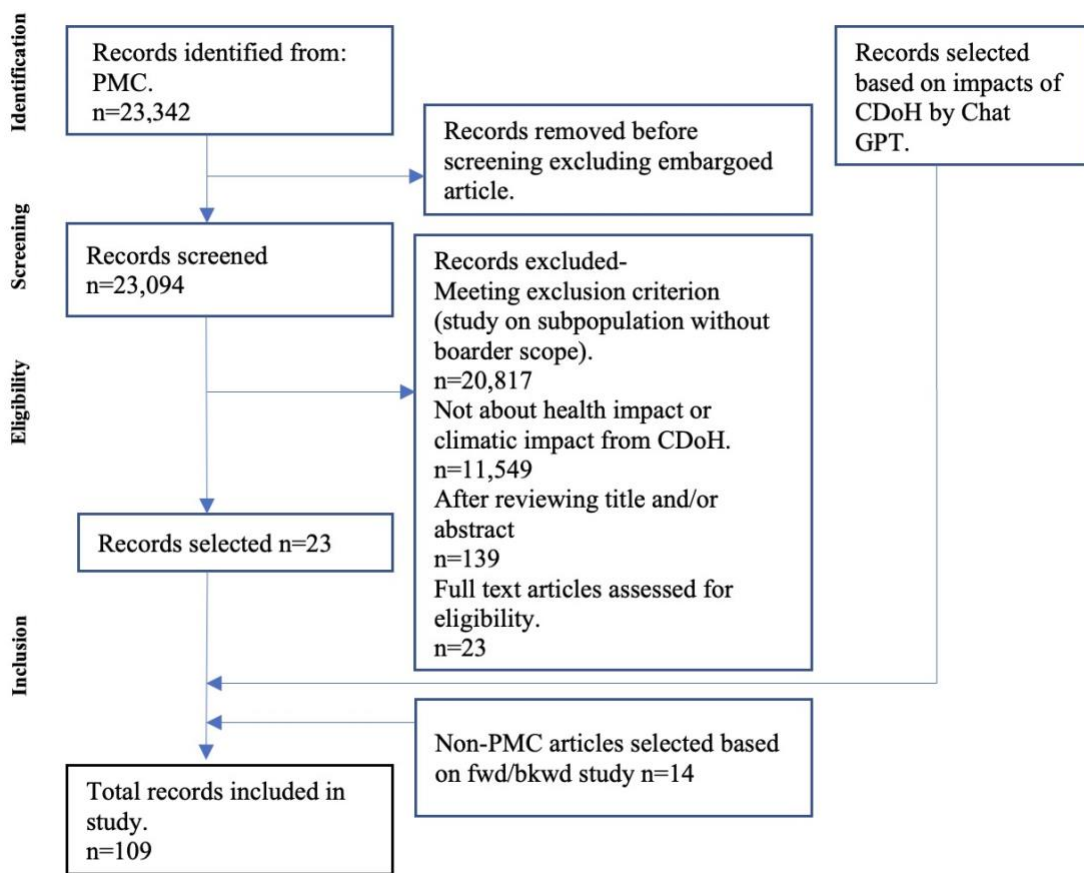 Identification
Records identified from:
PMC.
n=23,342
Records selected
based on impacts of
CDoH by Chat
GPT.
Records removed before
screening excluding embargoed
article.
Screening
Records screened
n=23,094
Records excluded-
Meeting exclusion criterion
(study on subpopulation without
boarder scope).
n=20,817
Not about health impact or
climatic impact from CDoH.
n=11,549
After reviewing title and/or
abstract
n=139
Full text articles assessed for
eligibility.
n=23
Eligibility
Records selected n=23
Inclusion
Non-PMC articles selected based
on fwd/bkwd study n=14
Total records included in
study.
n=109